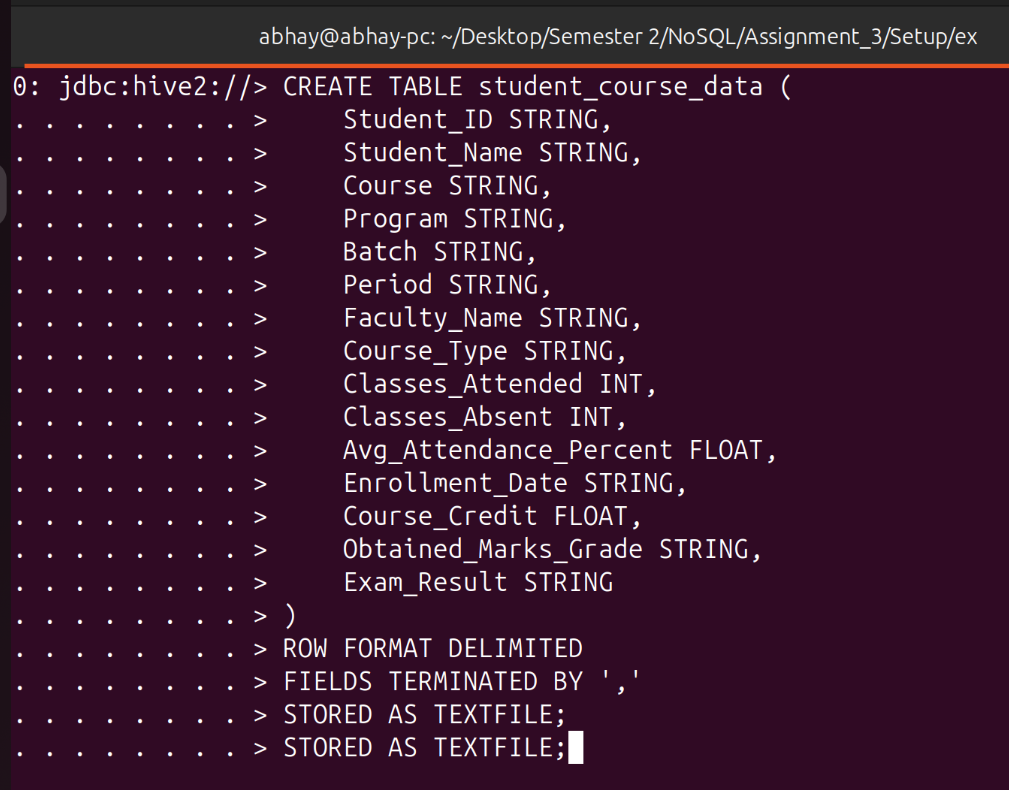 abhay@abhay-pc: ~/Desktop/Semester 2/NoSQL/Assignment_3/Setup/ex
0: jdbc:hive2://> CREATE TABLE student_course_data (
. . . . . . . . >     Student_ID STRING,
. . . . . . . . >     Student_Name STRING,
. . . . . . . . >     Course STRING,
. . . . . . . . >     Program STRING,
. . . . . . . . >     Batch STRING,
. . . . . . . . >     Period STRING,
. . . . . . . . >     Faculty_Name STRING,
. . . . . . . . >     Course_Type STRING,
. . . . . . . . >     Classes_Attended INT,
. . . . . . . . >     Classes_Absent INT,
. . . . . . . . >     Avg_Attendance_Percent FLOAT,
. . . . . . . . >     Enrollment_Date STRING,
. . . . . . . . >     Course_Credit FLOAT,
. . . . . . . . >     Obtained_Marks_Grade STRING,
. . . . . . . . >     Exam_Result STRING
. . . . . . . . > )
. . . . . . . . > ROW FORMAT DELIMITED
. . . . . . . . > FIELDS TERMINATED BY ','
. . . . . . . . > STORED AS TEXTFILE;
. . . . . . . . > STORED AS TEXTFILE;